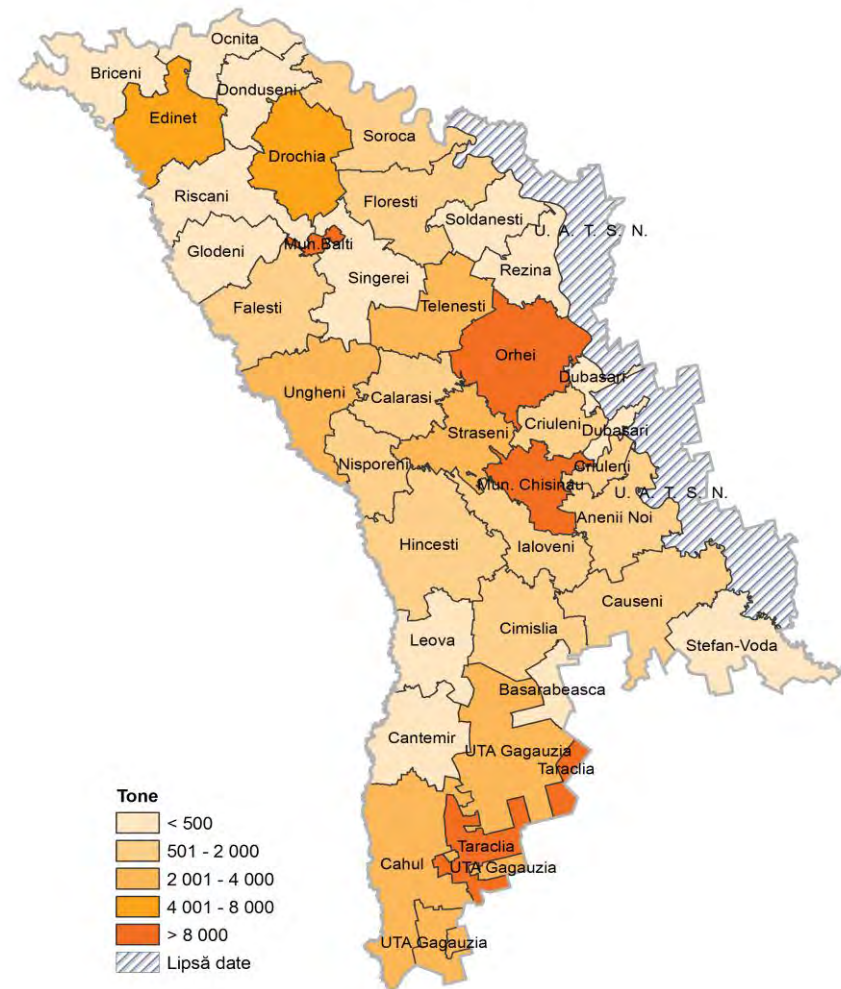 Ocnita
Briceni
Donduseni
Edinet
Soroca
Drochia
Riscani
Floresti
Soldanesti
U. A. T. S. N.
Mun.Balti
Glodeni
Rezina
Singerei
Falesti
Telenesti
Orhei
Dubasari
Ungheni
Calarasi
Criuleni
Dubasari
Straseni
Nisporeni
Criuleni
Mun. Chisinau
U. A. T. S. N.
Anenii Noi
Hincesti
Ialoveni
Causeni
Leova
Cimislia
Stefan-Voda
Basarabeasca
Cantemir
UTA Gagauzia
Taraclia
Taraclia
Cahul
UTA Gagauzia
UTA Gagauzia
Tone
< 500
501 - 2 000
2 001 - 4 000
4 001 - 8 000
> 8 000
Lipsă date